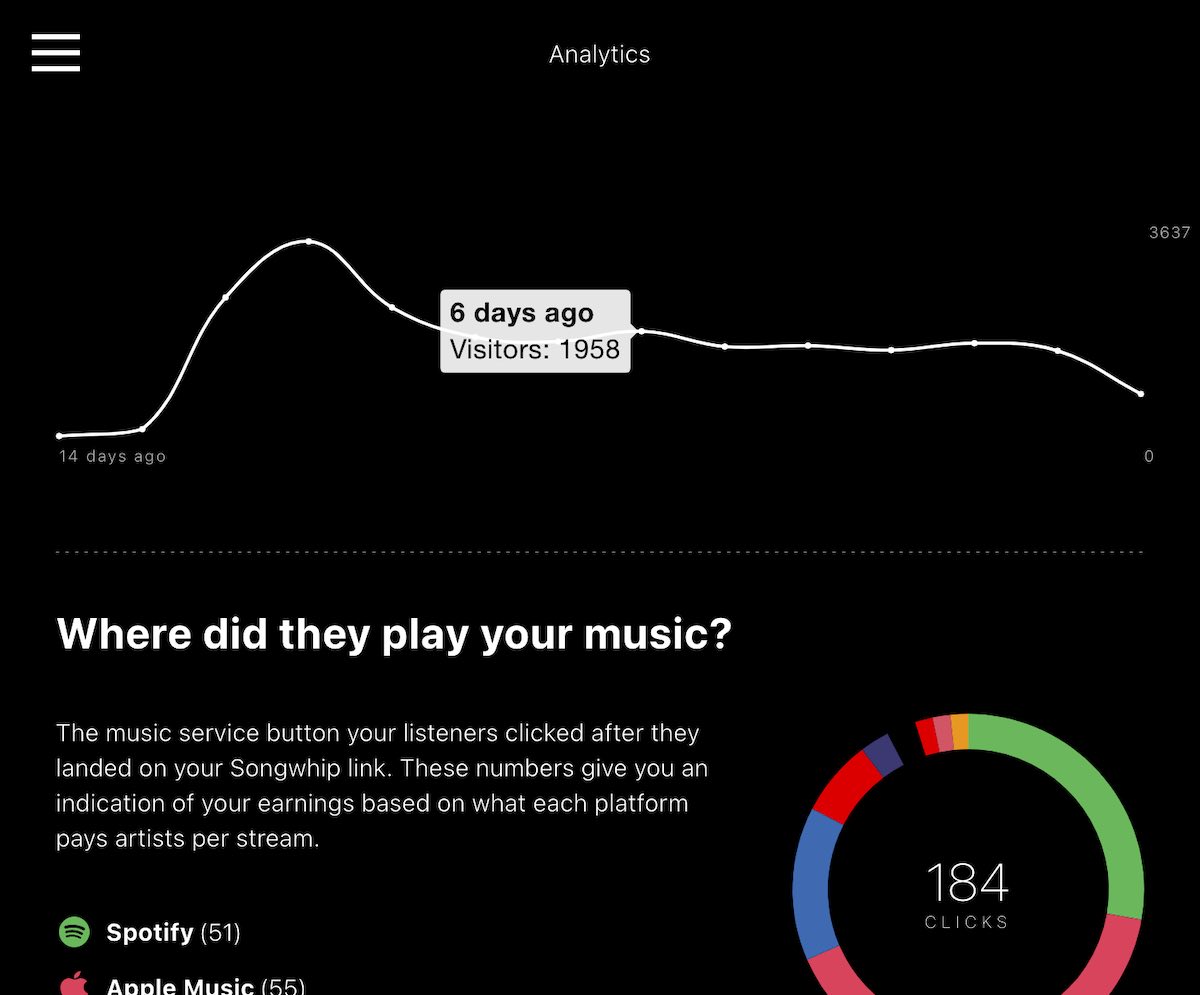 Analytics
3637
6 days ago
Visitors: 1958
14 days ago
0
Where did they play your music?
The music service button your listeners clicked after they
landed on your Songwhip link. These numbers give you an
indication of your earnings based on what each platform
pays artists per stream.
184
CLICKS
Spotify (51)
Apple Music (55)